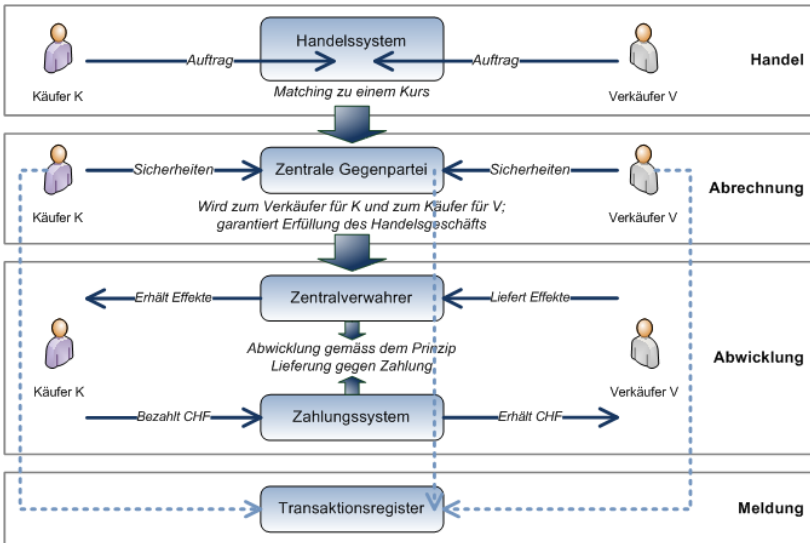 Handelssystem
Auftrag
Auftrag
Handel
Käufer K
Matching zu einem Kurs
Verkäufer V
Sicherheiten
Zentrale Gegenpartei
Sicherheiten
Abrechnung
Käufer K
Wird zum Verkäufer für K und zum Käufer für V;
garantiert Erfüllung des Handelsgeschäfts
Verkäufer V
Erhält Effekte
Zentralverwahrer
Liefert Effekte
Abwicklung gemäss dem Prinzip
Lieferung gegen Zahlung
Abwicklung
Käufer K
Verkäufer V
Bezahlt CHF
Zahlungssystem
Erhält CHF
Transaktionsregister
Meldung